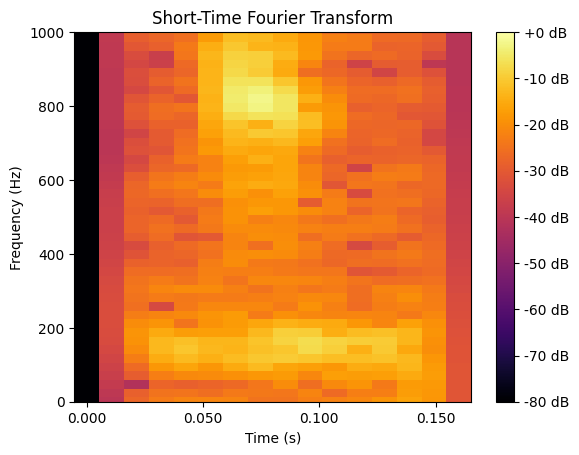 Short-Time Fourier Transform
1000
800
600
400
200
0
Frequency (Hz)
0.000
0.050
0.100
0.150
Time (s)
+0 dB
-10 dB
-20 dB
-30 dB
-40 dB
-50 dB
-60 dB
-70 dB
-80 dB